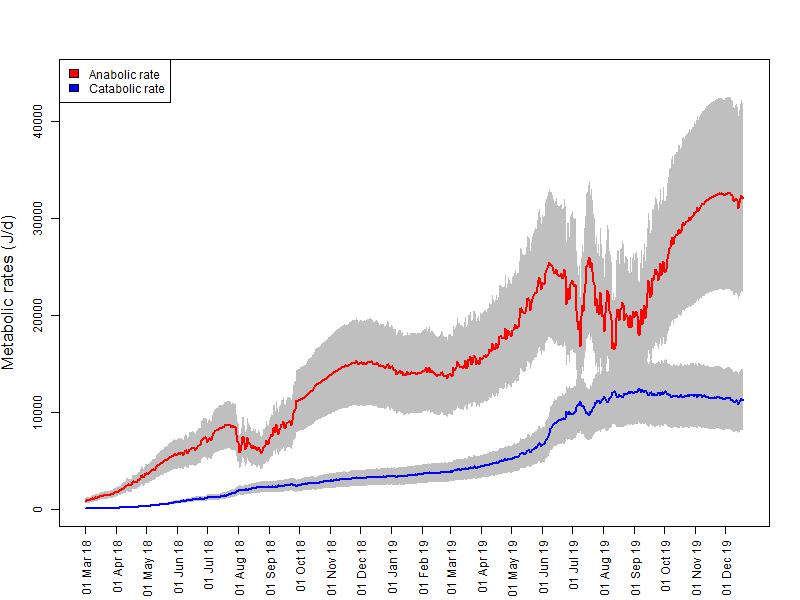 Anabolic rate
Catabolic rate
Metabolic rates (J/d)
40000
30000
20000
10000
0
01 Mar 18
01 Apr 18
01 May 18
01 Jun 18
01 Jul 18
01 Aug 18
01 Sep 18
01 Oct 18
01 Nov 18
01 Dec 18
01 Jan 19
01 Feb 19
01 Mar 19
01 Apr 19
01 May 19
01 Jun 19
01 Jul 19
01 Aug 19
01 Sep 19
01 Oct 19
01 Nov 19
01 Dec 19